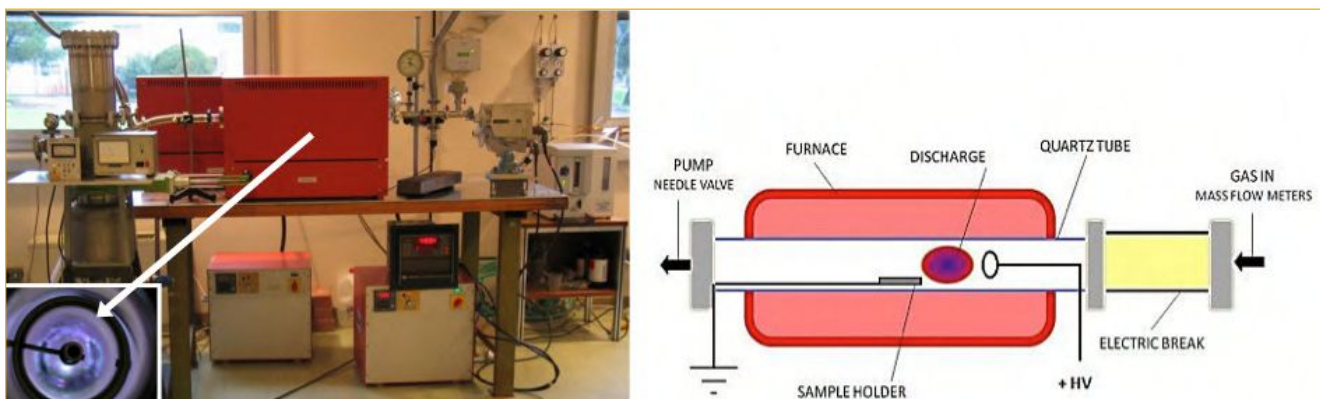 FURNACE
DISCHARGE
QUARTZ TUBE
PUMP
NEEDLE VALVE
GAS IN
MASS FLOW METERS
ELECTRIC BREAK
SAMPLE HOLDER
+ HV